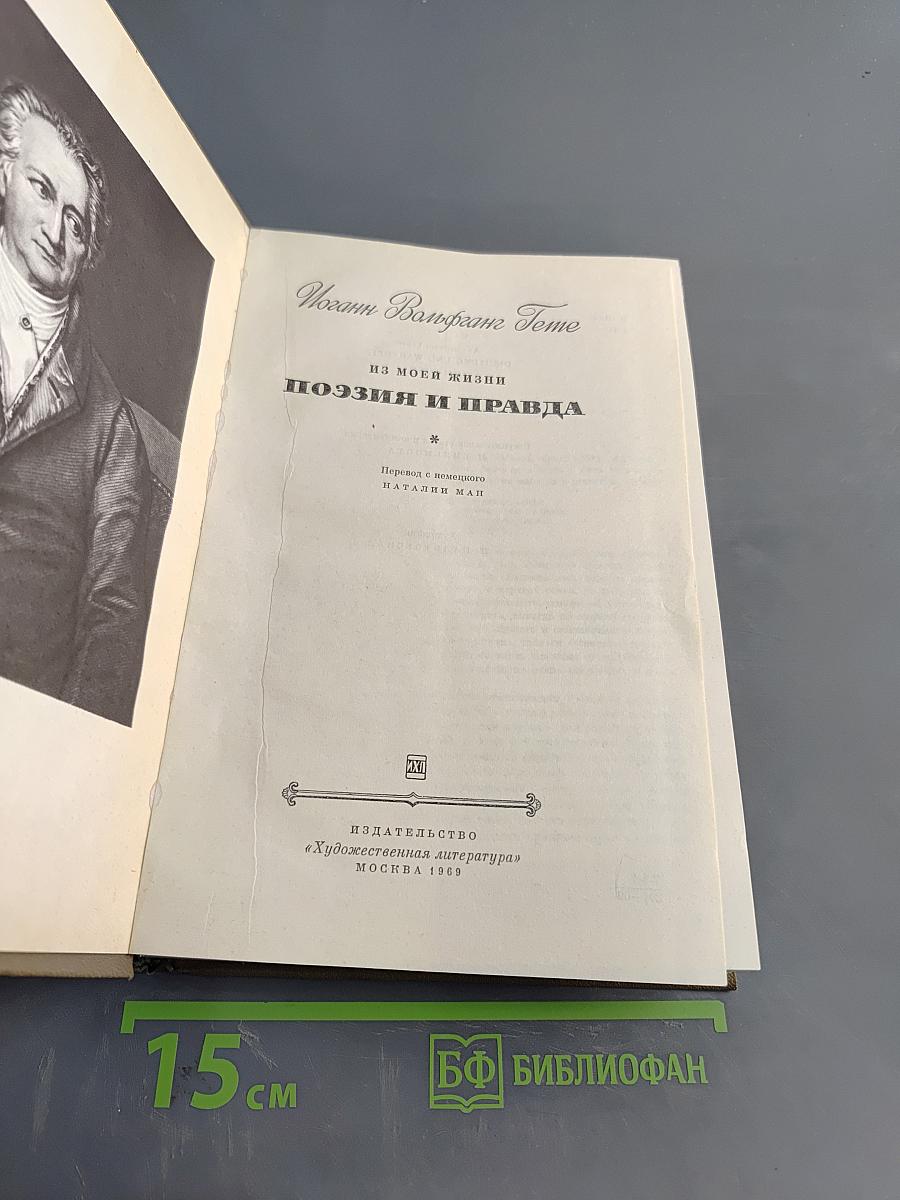 Иоганн Вольфганг Гете
ИЗ МОЕЙ ЖИЗНИ
ПОЭЗИЯ И ПРАВДА
*
Перевод с немецкого
НАТАЛИИ МАН
ИХЛ
ИЗДАТЕЛЬСТВО
«Художественная литература»
МОСКВА 1969
15 см
БФ БИБЛИОФАН